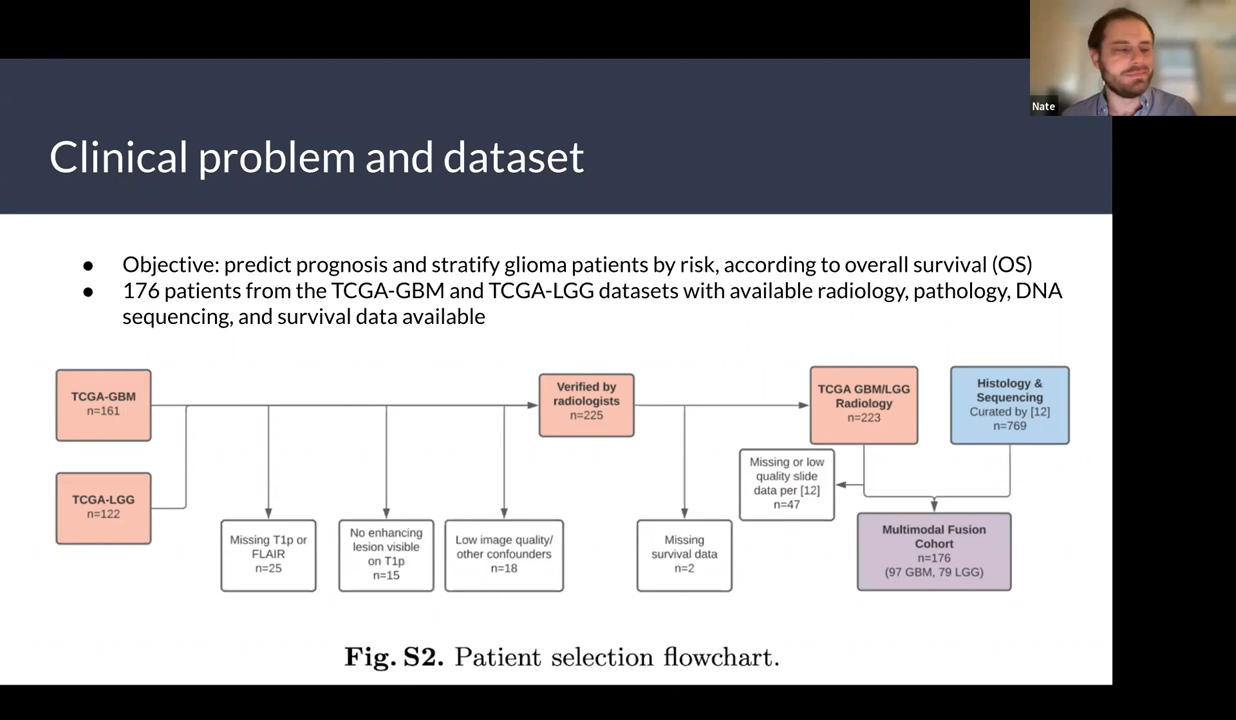 Nate
Clinical problem and dataset
● Objective: predict prognosis and stratify glioma patients by risk, according to overall survival (OS)
● 176 patients from the TCGA-GBM and TCGA-LGG datasets with available radiology, pathology, DNA
sequencing, and survival data available
TCGA-GBM
n=161
TCGA-LGG
n=122
Missing T1p or
FLAIR
n=25
No enhancing
lesion visible
on T1p
n=15
Low image quality/
other confounders
n=18
Verified by
radiologists
n=225
Missing
survival data
n=2
TCGA GBM/LGG
Radiology
n=223
Missing or low
quality slide
data per [12]
n=47
Histology &
Sequencing
Curated by [12]
n=769
Multimodal Fusion
Cohort
n=176
(97 GBM, 79 LGG)
Fig. S2. Patient selection flowchart.